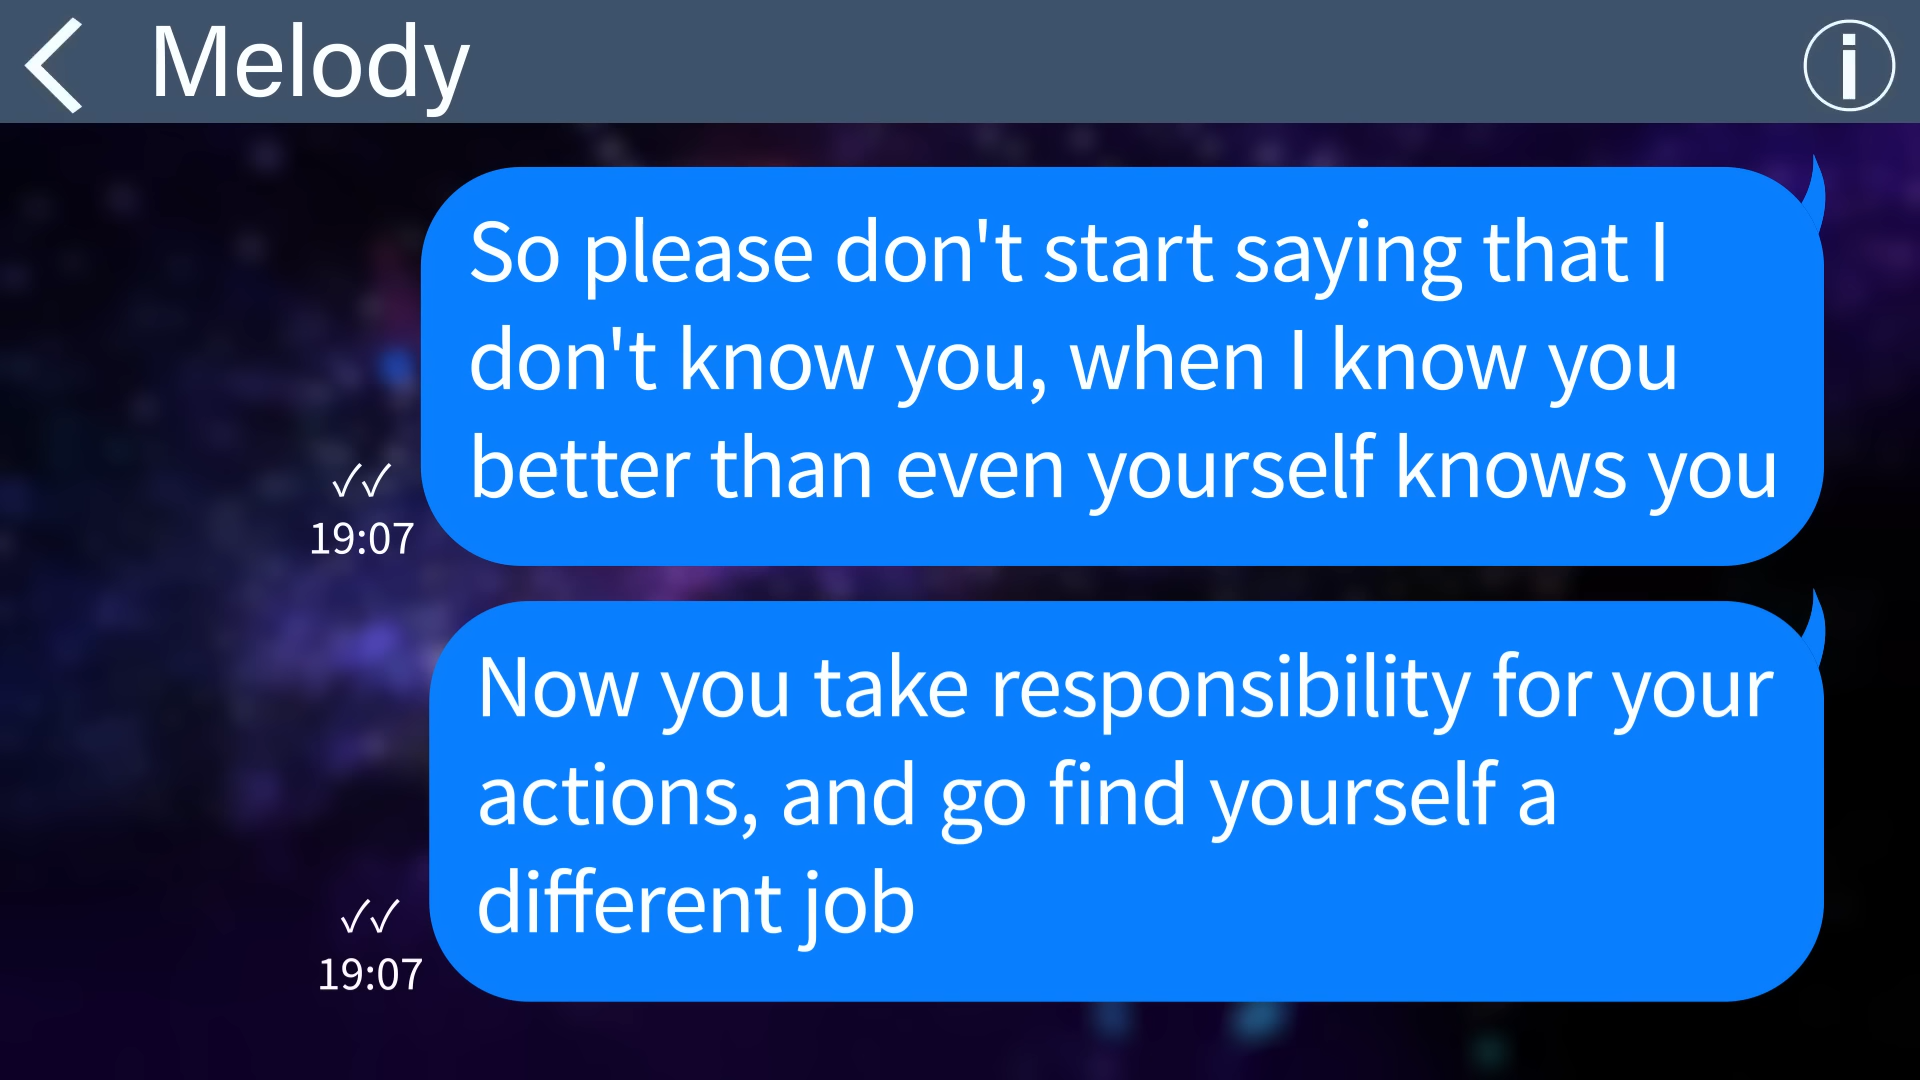 Melody
So please don't start saying that I
don't know you, when I know you
better than even yourself knows you
✓✓
19:07
Now you take responsibility for your
actions, and go find yourself a
different job
✓✓
19:07